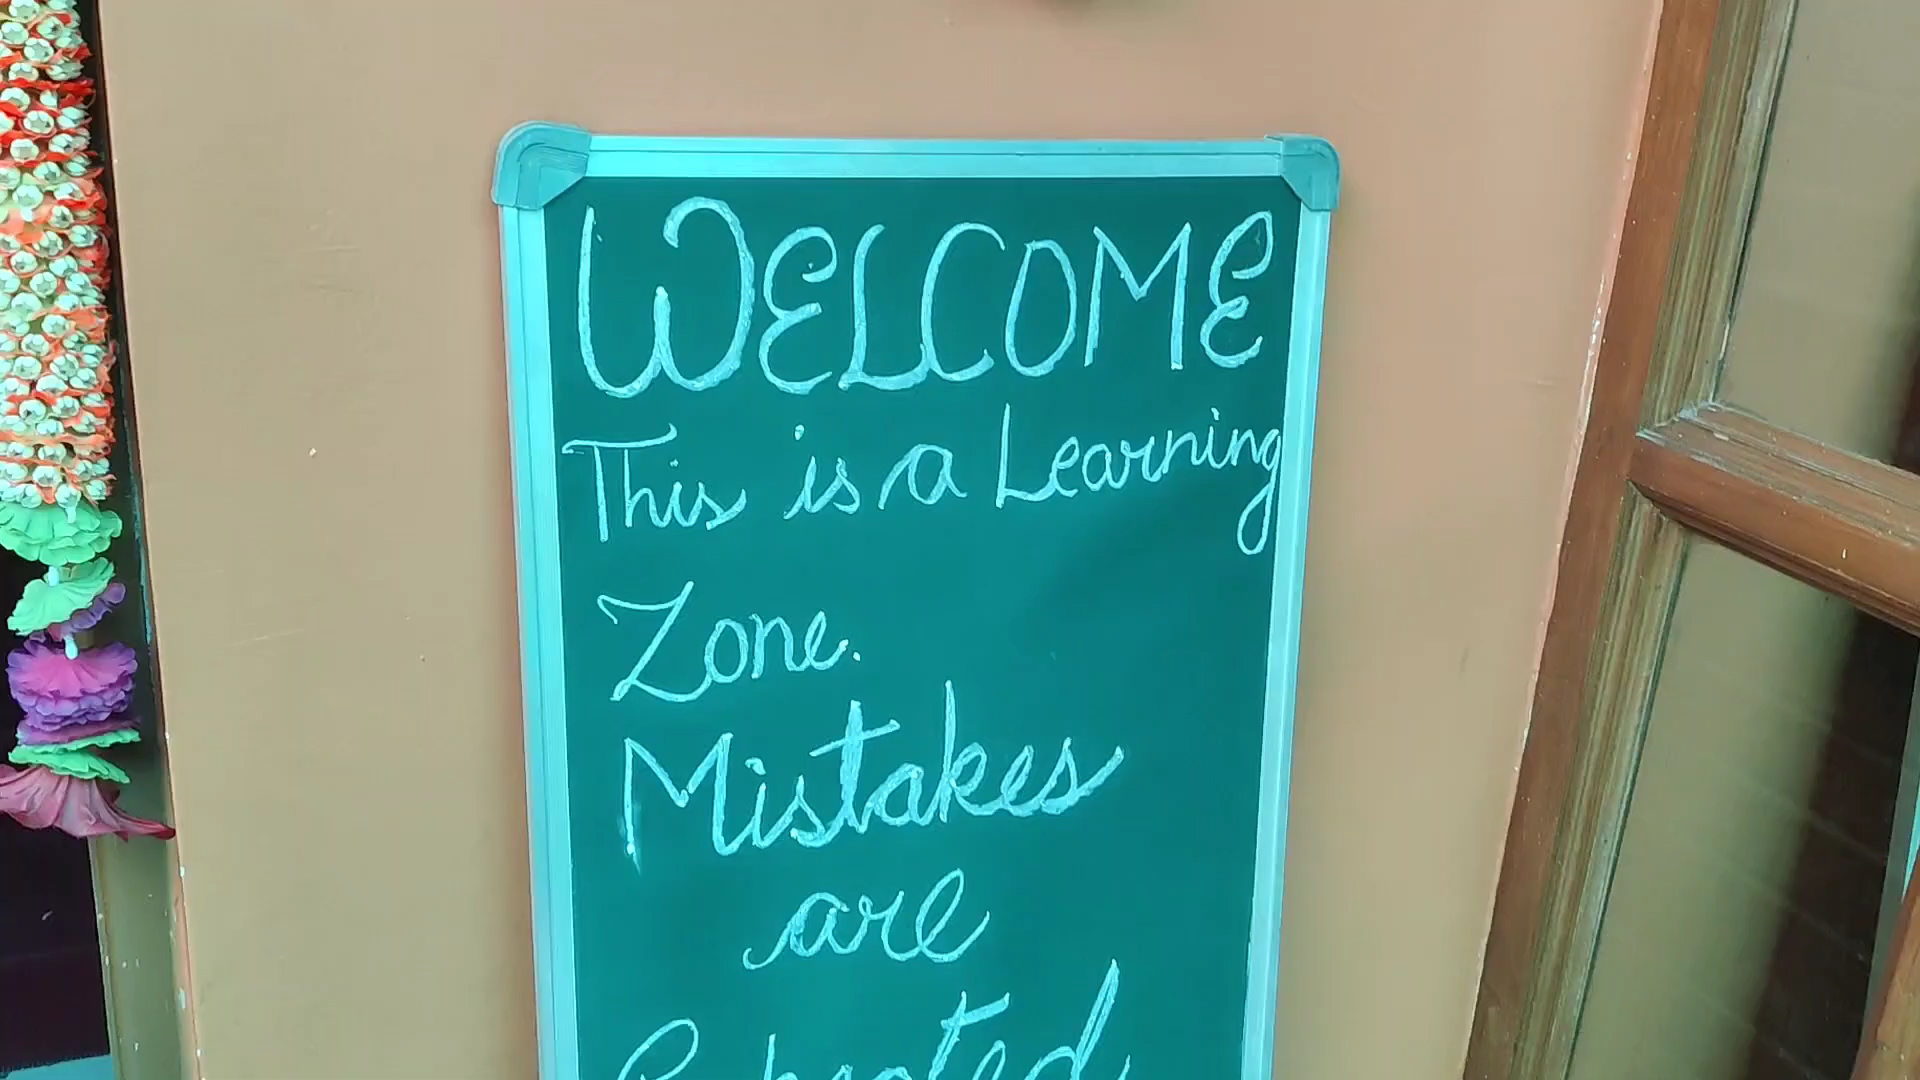 WELCOME
This is a Learning
Zone.
Mistakes
are